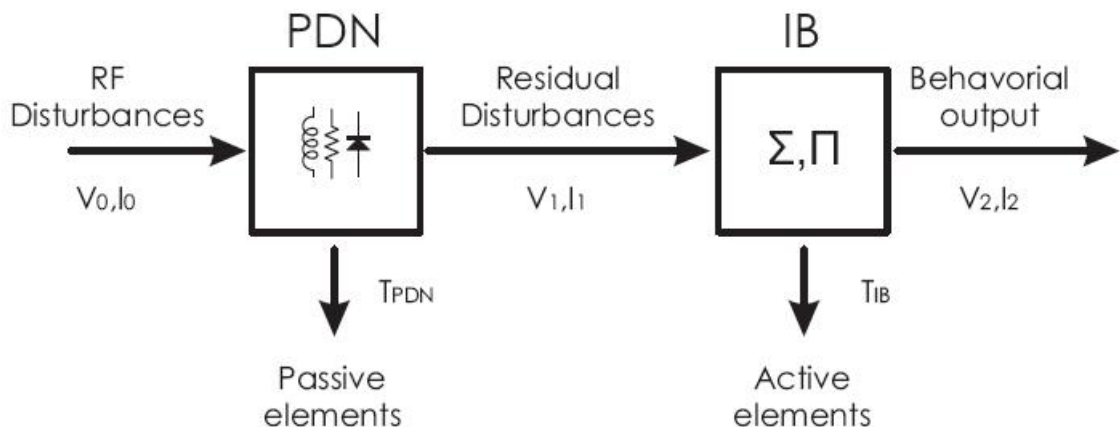 PDN
IB
RF
Disturbances
Residual
Disturbances
Behavorial
output
Σ,Π
V0,I0
V1,I1
V2,I2
TPDN
TIB
Passive
elements
Active
elements